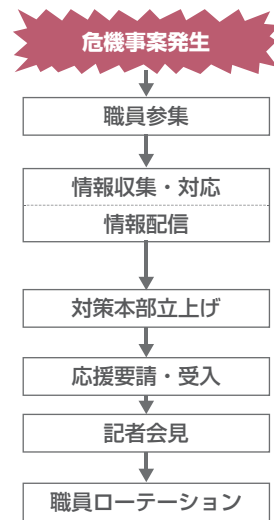 危機事案発生
職員参集
情報収集・対応
情報配信
対策本部立上げ
応援要請・受入
記者会見
職員ローテーション